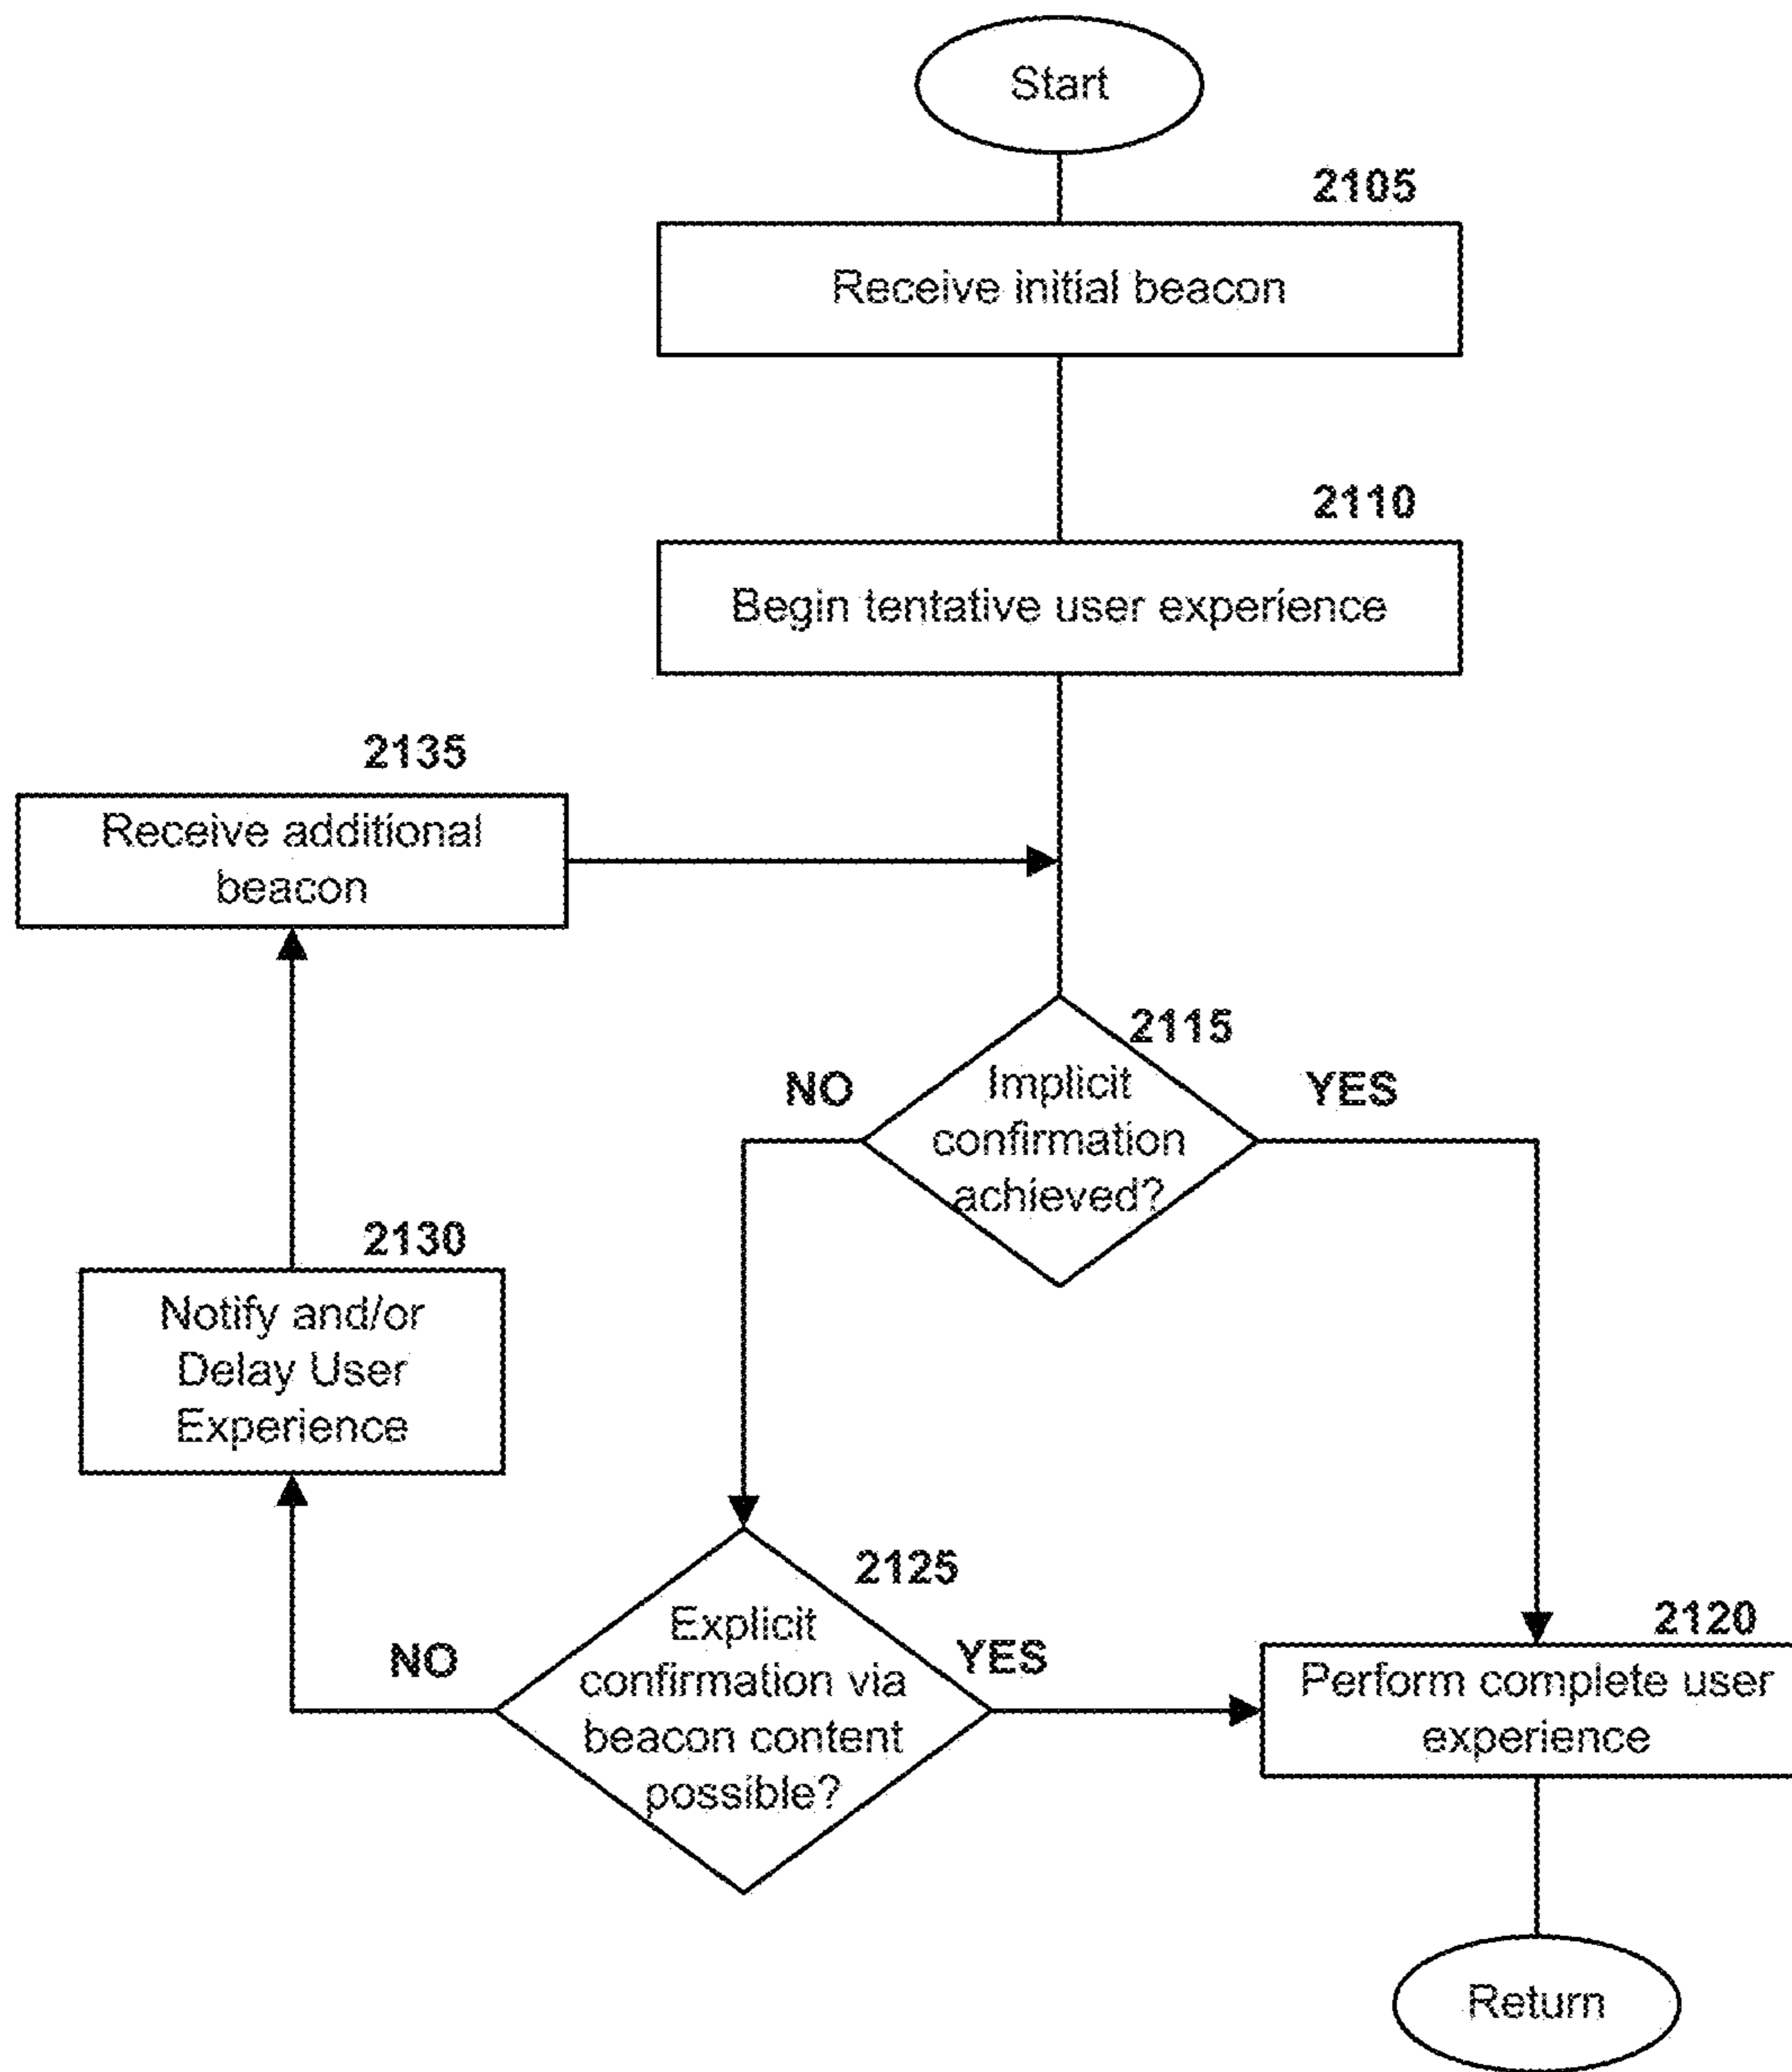 Start
2105
Receive initial beacon
2110
Begin tentative user experience
2135
Receive additional
beacon
2115
NO
YES
Implicit
confirmation
achieved?
2130
Notify and/or
Delay User
Experience
2125
Explicit
confirmation via
beacon content
possible?
NO
YES
2120
Perform complete user
experience
Return